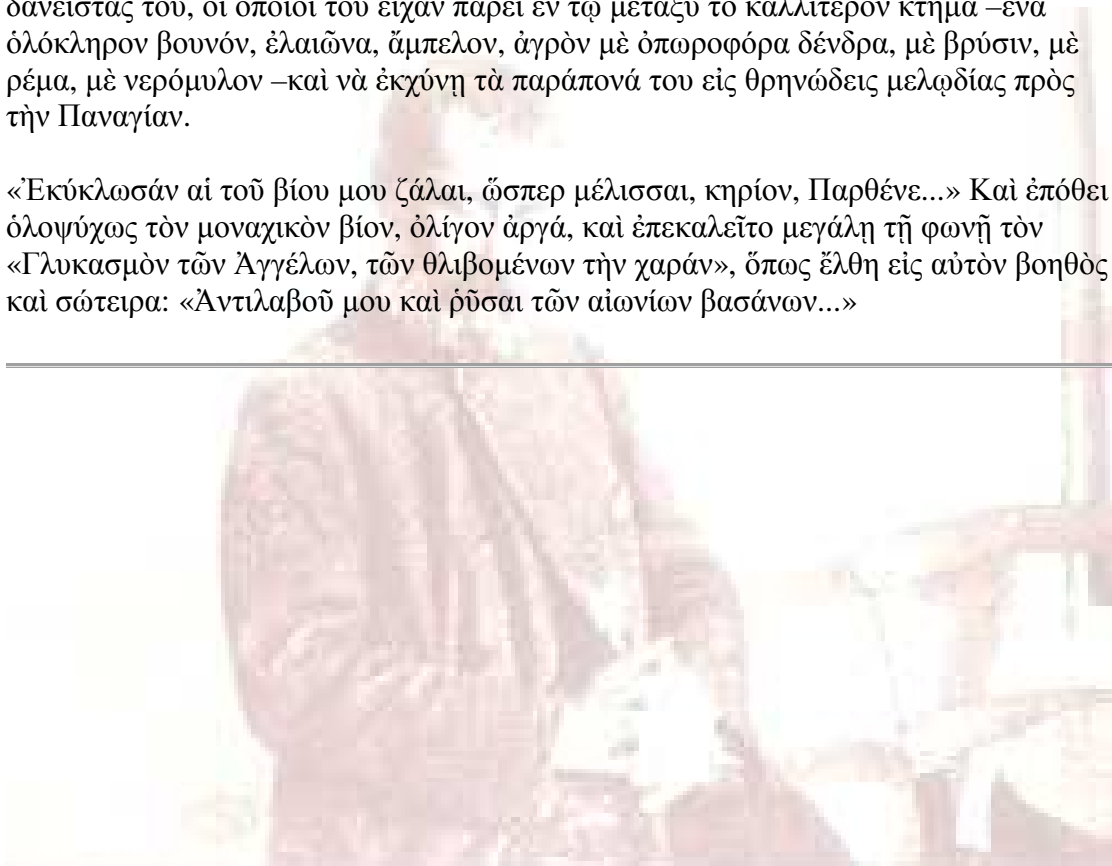 δανειστάς του, οἱ ὁποῖοι τοῦ εἶχαν πάρει ἐν τῷ μεταξὺ τὸ καλλίτερον κτῆμα –ἕνα
ὁλόκληρον βουνόν, ἐλαιῶνα, ἄμπελον, ἀγρὸν μὲ ὀπωροφόρα δένδρα, μὲ βρύσιν, μὲ
ρέμα, μὲ νερόμυλον –καὶ νὰ ἐκχύνῃ τὰ παράπονά του εἰς θρηνώδεις μελῳδίας πρὸς
τὴν Παναγίαν.
«Ἐκύκλωσάν αἱ τοῦ βίου μου ζάλαι, ὥσπερ μέλισσαι, κηρίον, Παρθένε...» Καὶ ἐπόθει
ὁλοψύχως τὸν μοναχικὸν βίον, ὀλίγον ἀργά, καὶ ἐπεκαλεῖτο μεγάλῃ τῇ φωνῇ τὸν
«Γλυκασμὸν τῶν Ἀγγέλων, τῶν θλιβομένων τὴν χαράν», ὅπως ἔλθῃ εἰς αὐτὸν βοηθὸς
καὶ σώτειρα: «Ἀντιλαβοῦ μου καὶ ῥῦσαι τῶν αἰωνίων βασάνων...»